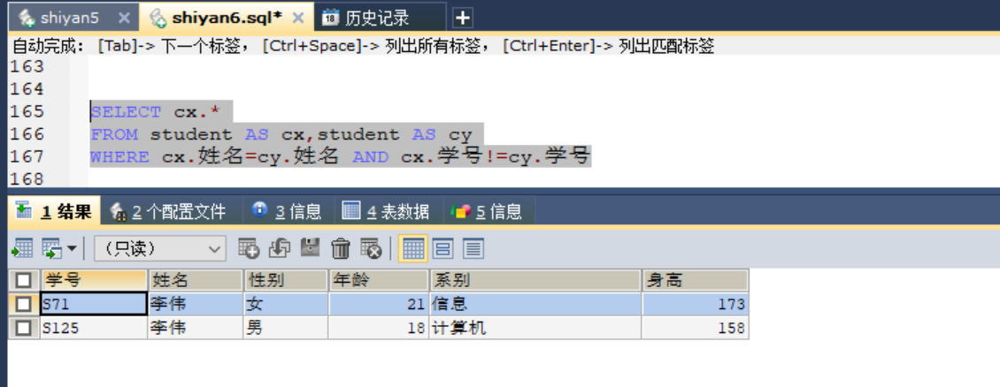 shiyan5 × shiyan6.sql* × 18 历史记录 +
自动完成: [Tab]-> 下一个标签, [Ctrl+Space]-> 列出所有标签, [Ctrl+Enter]-> 列出匹配标签
163
164
165 SELECT cx.*
166 FROM student AS cx,student AS cy
167 WHERE cx.姓名=cy.姓名 AND cx.学号!=cy.学号
168
1 结果 2 个配置文件 3 信息 4 表数据 5 信息
(只读)
学号 姓名 性别 年龄 系别 身高
S71 李伟 女 21 信息 173
S125 李伟 男 18 计算机 158